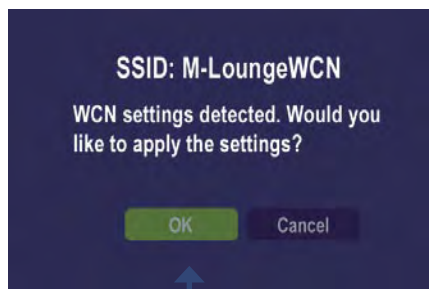 SSID: M-LoungeWCN
WCN settings detected. Would you
like to apply the settings?
OK Cancel